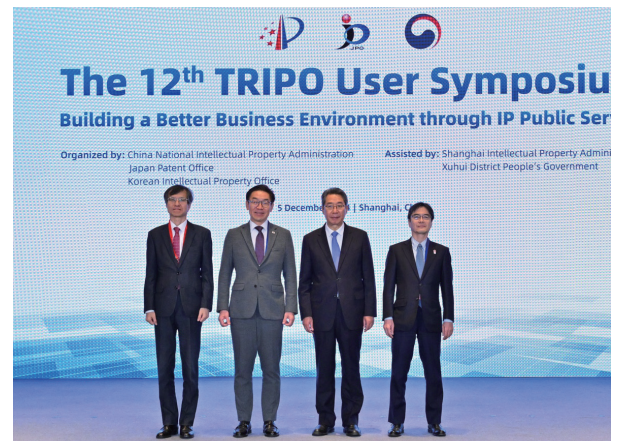 JPO
The 12th TRIPO User Symposiu
Building a Better Business Environment through IP Public Ser
Organized by: China National Intellectual Property Administration
Japan Patent Office
Korean Intellectual Property Office
Assisted by: Shanghai Intellectual Property Admini
Xuhui District People's Government
5 December | Shanghai, C